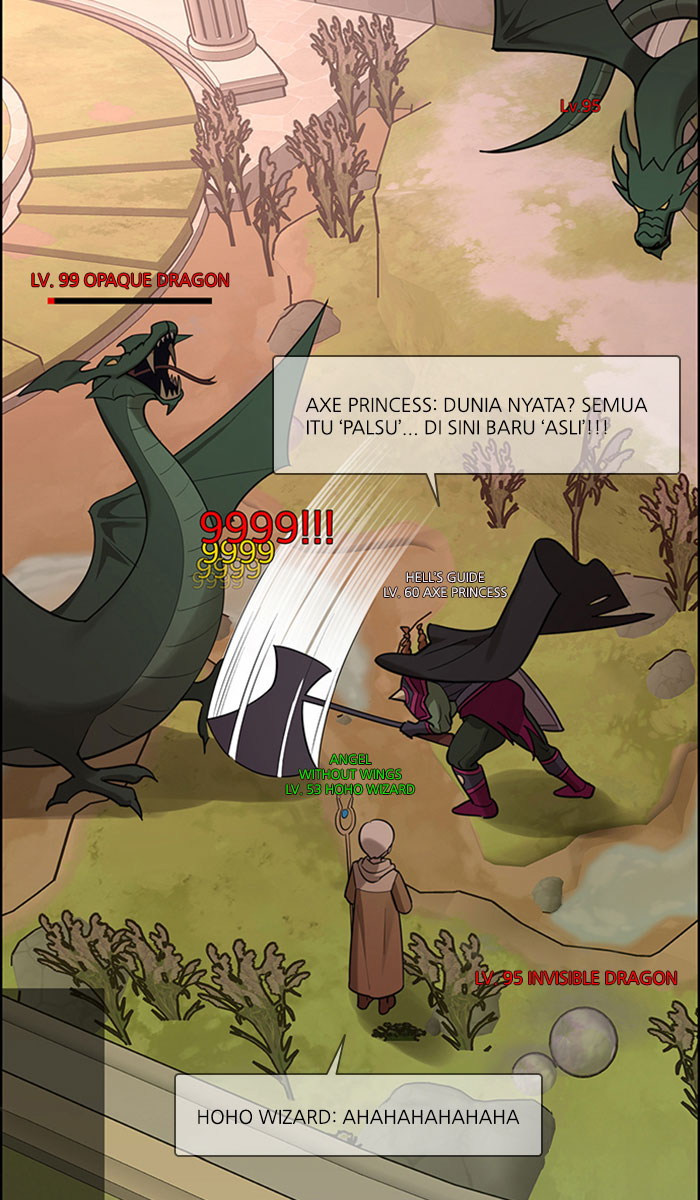 Lv.95
LV. 99 OPAQUE DRAGON
AXE PRINCESS: DUNIA NYATA? SEMUA
ITU ‘PALSU’... DI SINI BARU ‘ASLI’!!!
9999!!!
9999
9999
9999
HELL'S GUIDE
LV. 60 AXE PRINCESS
ANGEL
WITHOUT WINGS
LV. 53 HOHO WIZARD
LV. 95 INVISIBLE DRAGON
HOHO WIZARD: AHAHAHAHAHAHA